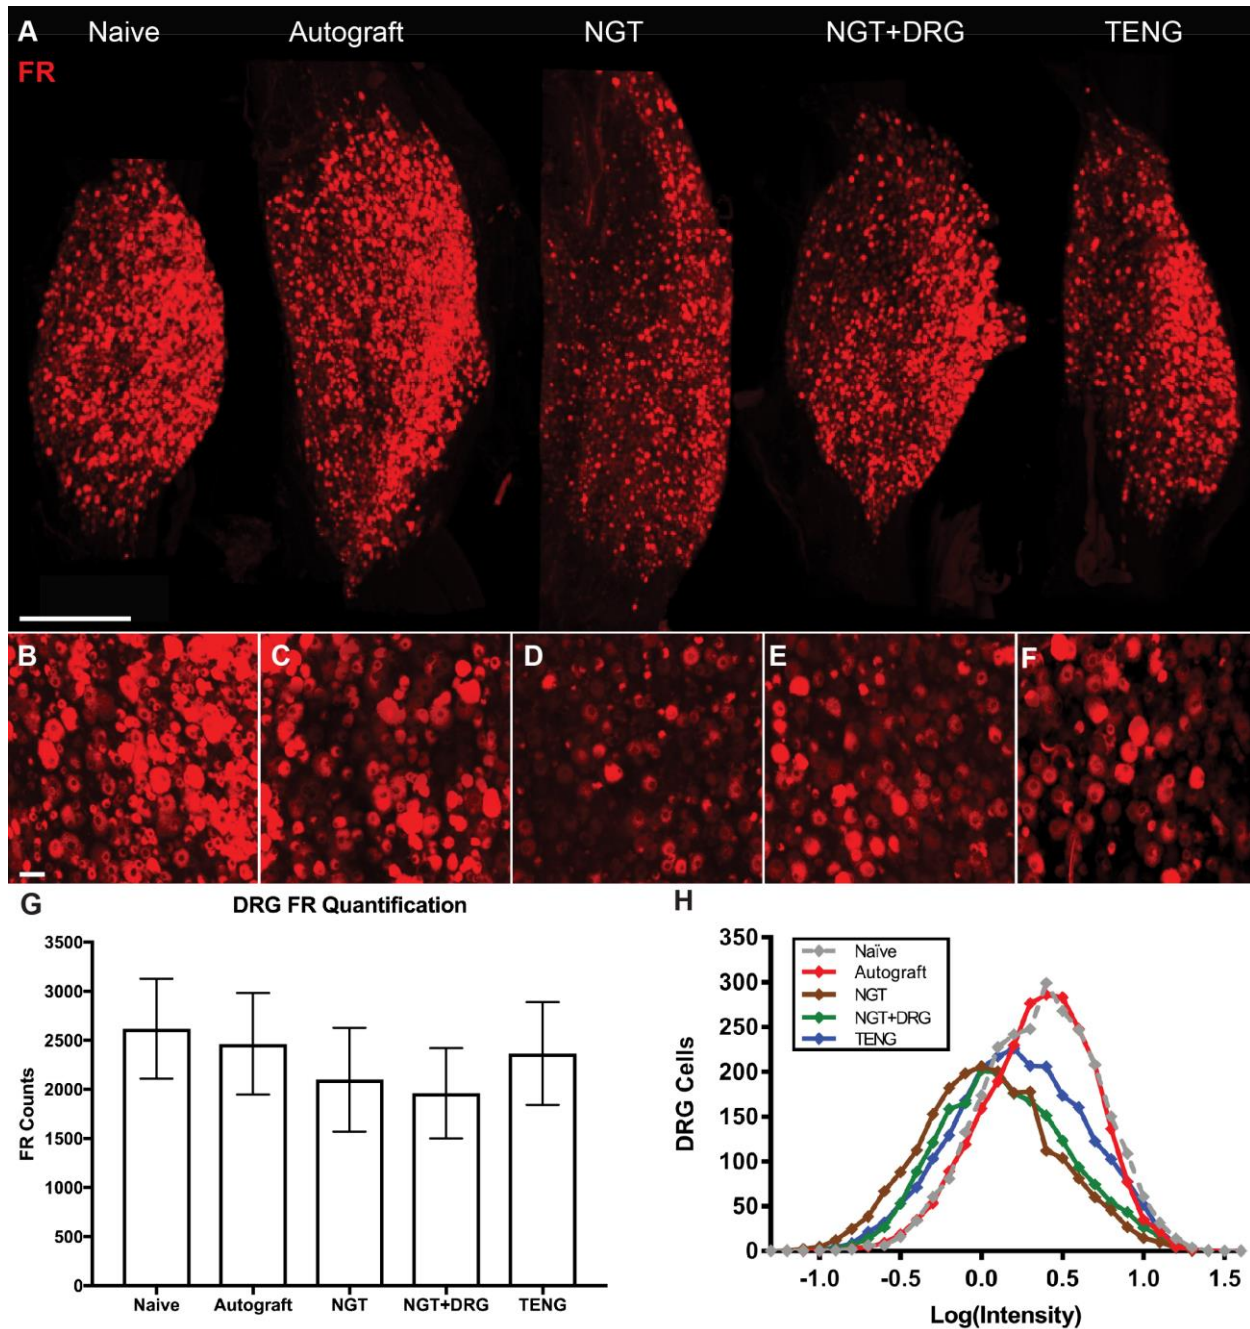 A Naive Autograft NGT NGT+DRG TENG
FR
B C D E F
G DRG FR Quantification
FR Counts
3500
3000
2500
2000
1500
1000
500
0
Naive Autograft NGT NGT+DRG TENG
H
Naïve
Autograft
NGT
NGT+DRG
TENG
DRG Cells
350
300
250
200
150
100
50
0
-1.0 -0.5 0.0 0.5 1.0 1.5
Log(Intensity)